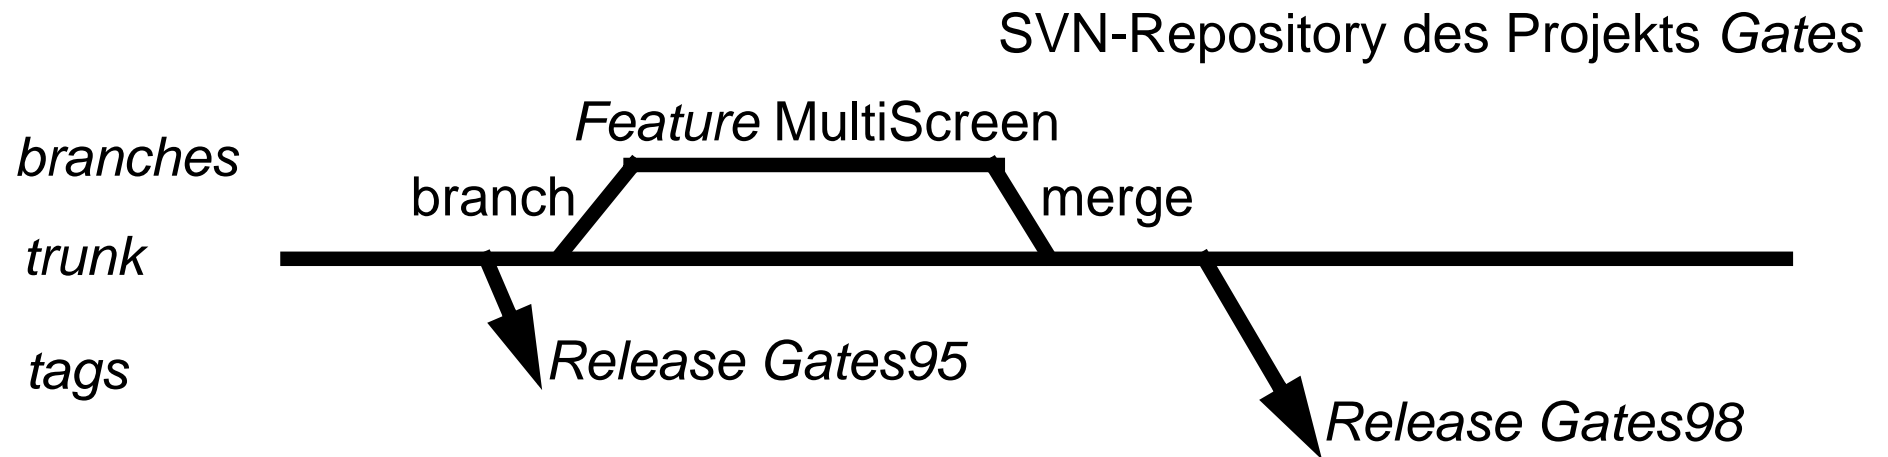 SVN-Repository des Projekts Gates
Feature MultiScreen
branches
branch
merge
trunk
Release Gates95
tags
Release Gates98